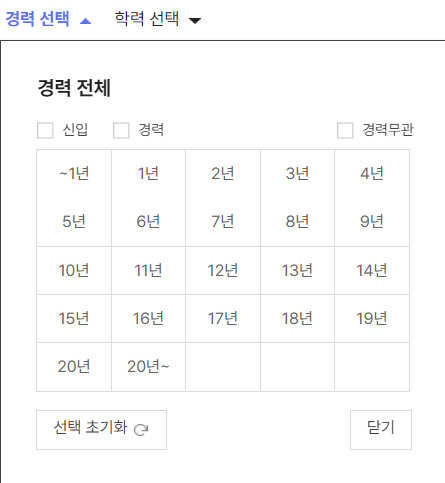 경력 선택 학력 선택
경력 전체
신입 경력 경력무관
~1년 1년 2년 3년 4년
5년 6년 7년 8년 9년
10년 11년 12년 13년 14년
15년 16년 17년 18년 19년
20년 20년~
선택 초기화 닫기